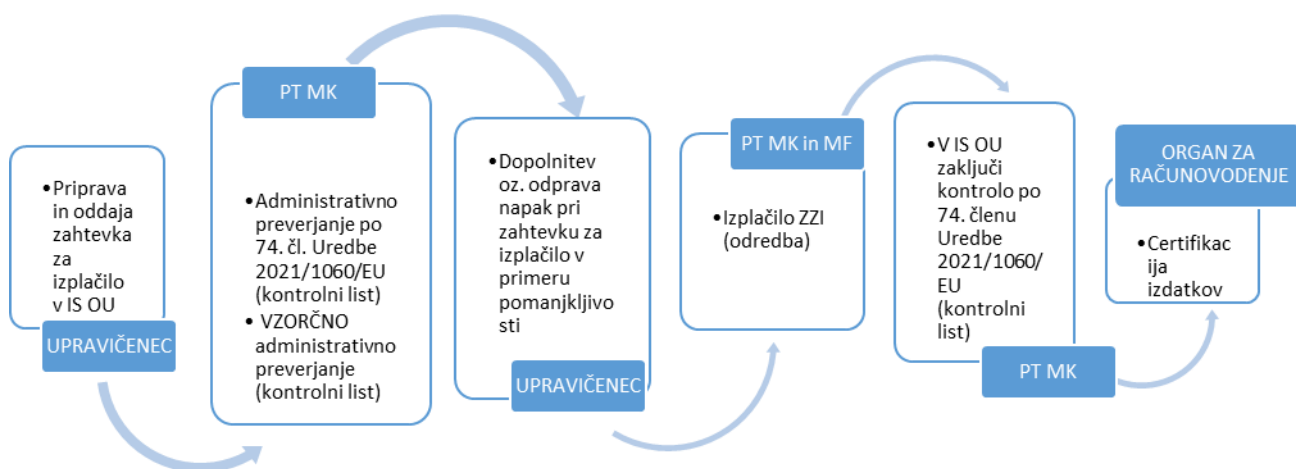 •Priprava
in oddaja
zahtevka
za
izplačilo
v IS OU
UPRAVIČENEC
PT MK
•Administrativno
preverjanje po
74. čl. Uredbe
2021/1060/EU
(kontrolni list)
• VZORČNO
administrativno
preverjanje
(kontrolni list)
•Dopolnitev
oz. odprava
napak pri
zahtevku za
izplačilo v
primeru
pomanjkljivo
sti
UPRAVIČENEC
PT MK in MF
•Izplačilo ZZI
(odredba)
•V IS OU
zaključi
kontrolo po
74. členu
Uredbe
2021/1060/
EU
(kontrolni
list)
PT MK
ORGAN ZA
RAČUNOVODENJE
•Certifikac
ija
izdatkov